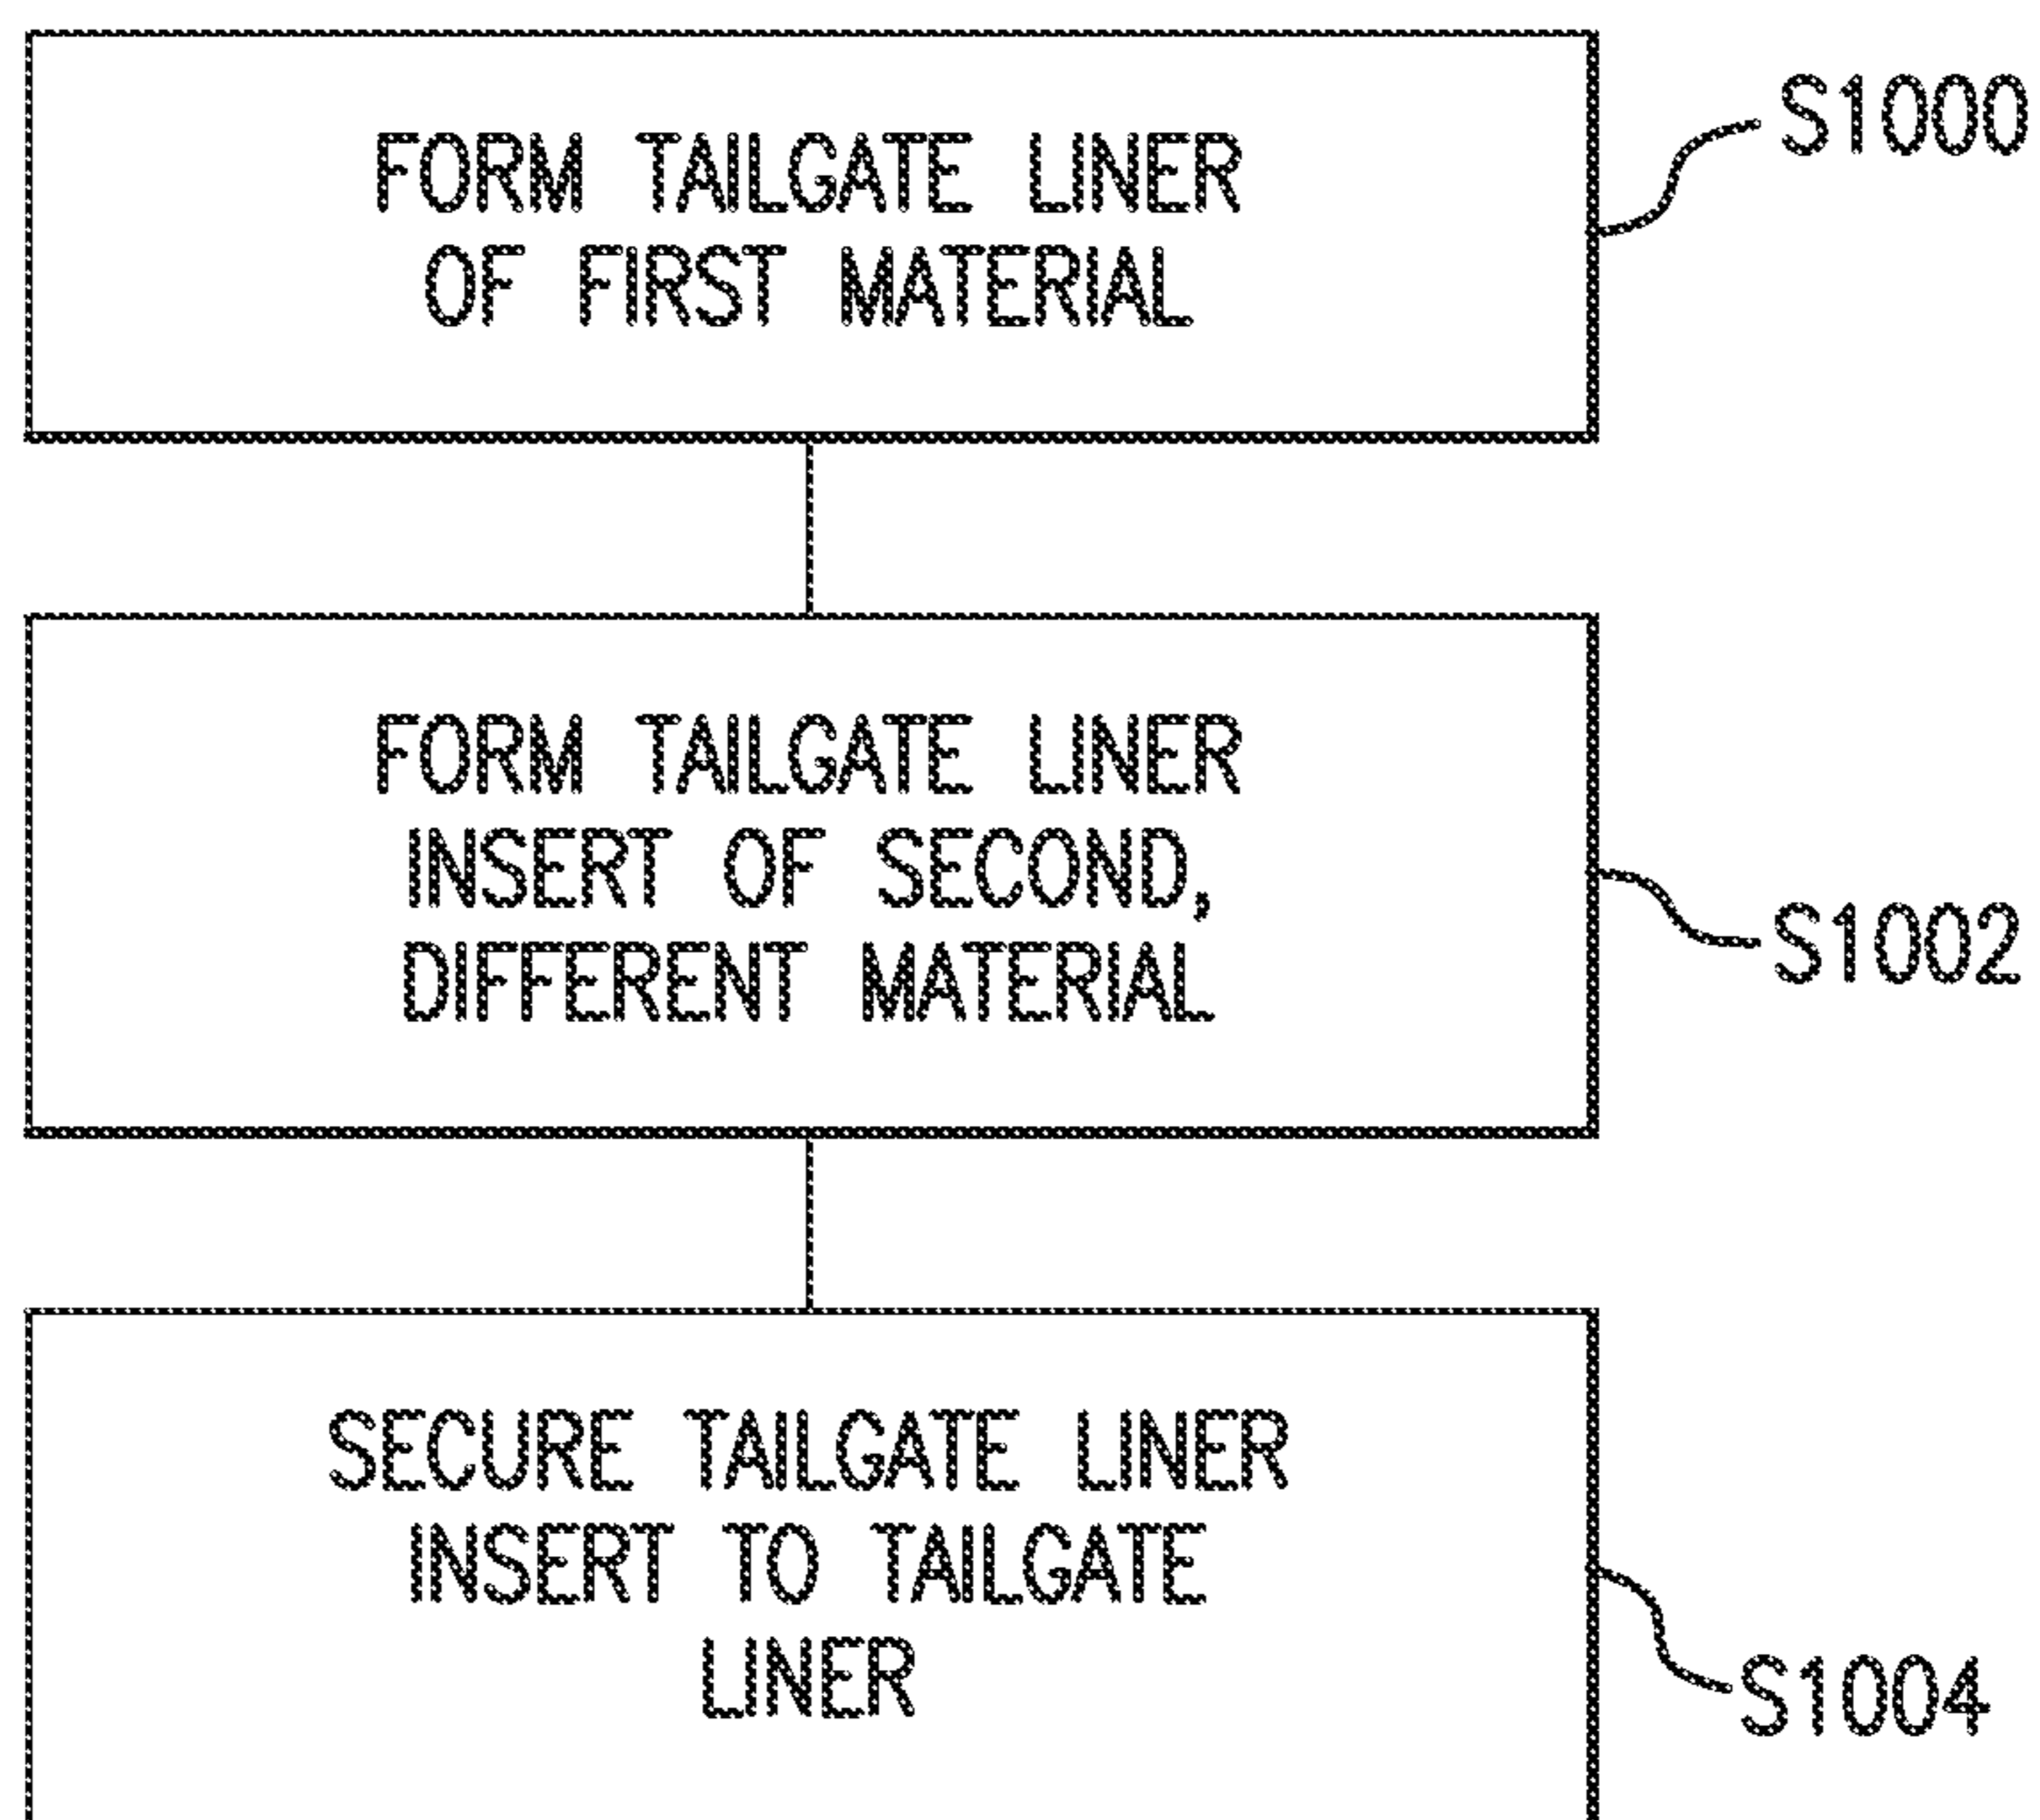 FORM TAILGATE LINER
OF FIRST MATERIAL
S1000
FORM TAILGATE LINER
INSERT OF SECOND,
DIFFERENT MATERIAL
S1002
SECURE TAILGATE LINER
INSERT TO TAILGATE
LINER
S1004